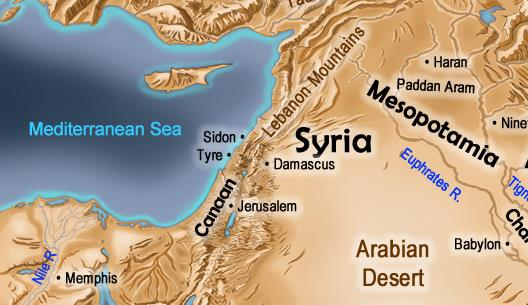 Haran
Paddan Aram
Mesopotamia
Lebanon Mountains
Mediterranean Sea
Sidon
Tyre
Syria
Damascus
Euphrates R.
Canaan
Jerusalem
Babylon
Arabian
Desert
Nile R
Memphis